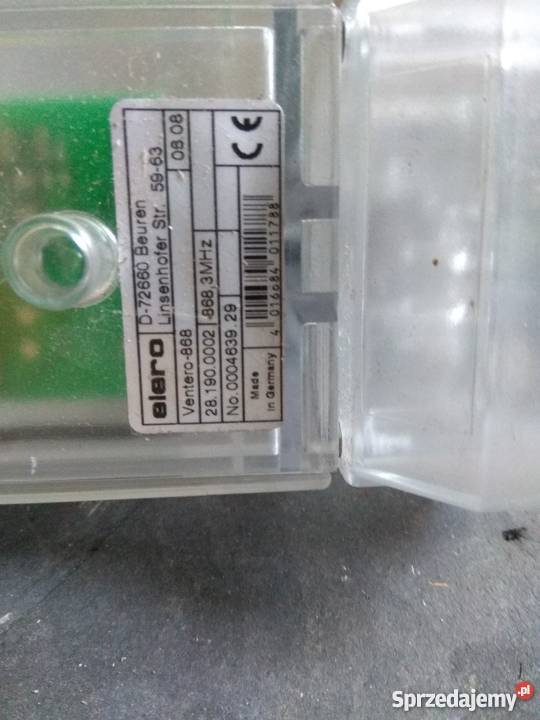 elero
D-72660 Beuren
Linsenhofer Str. 59-63
Ventero-868
08.08
28.190.0002
868,3MHz
No.0004639.29
CE
Made
in Germany
4 016084 011788
Sprzedajemy.pl